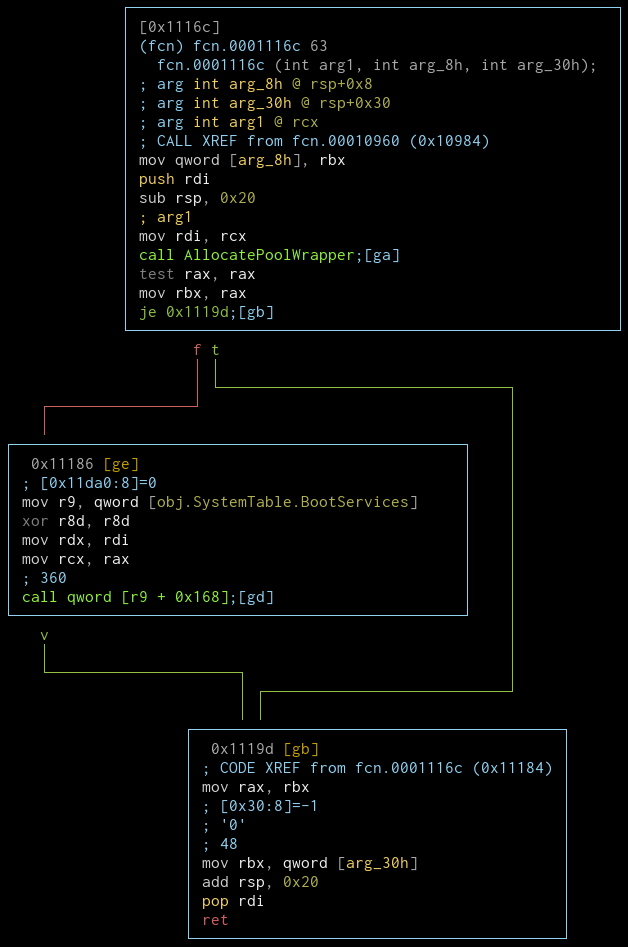 [0x1116c]
(fcn) fcn.0001116c 63
fcn.0001116c (int arg1, int arg_8h, int arg_30h);
; arg int arg_8h @ rsp+0x8
; arg int arg_30h @ rsp+0x30
; arg int arg1 @ rcx
; CALL XREF from fcn.00010960 (0x10984)
mov qword [arg_8h], rbx
push rdi
sub rsp, 0x20
; arg1
mov rdi, rcx
call AllocatePoolWrapper;[ga]
test rax, rax
mov rbx, rax
je 0x1119d;[gb]
f t
0x11186 [ge]
; [0x11da0:8]=0
mov r9, qword [obj.SystemTable.BootServices]
xor r8d, r8d
mov rdx, rdi
mov rcx, rax
; 360
call qword [r9 + 0x168];[gd]
v
0x1119d [gb]
; CODE XREF from fcn.0001116c (0x11184)
mov rax, rbx
; [0x30:8]=-1
; '0'
; 48
mov rbx, qword [arg_30h]
add rsp, 0x20
pop rdi
ret